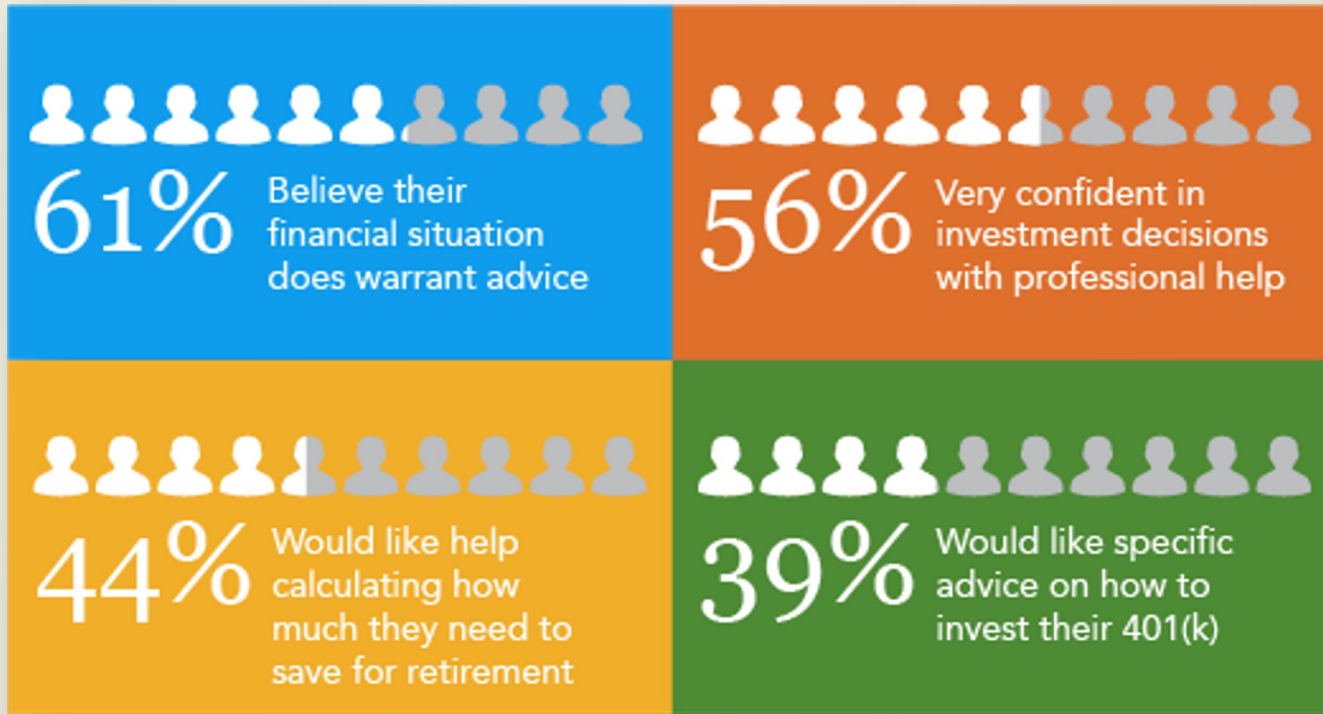 61%
Believe their
financial situation
does warrant advice
56%
Very confident in
investment decisions
with professional help
44%
Would like help
calculating how
much they need to
save for retirement
39%
Would like specific
advice on how to
invest their 401(k)